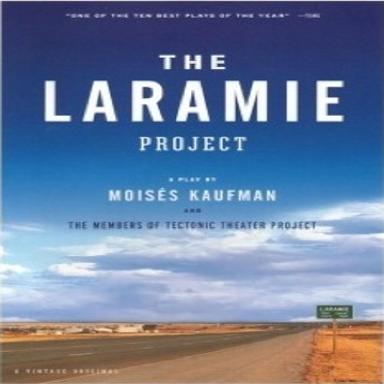 "ONE OF THE TEN BEST PLAYS OF THE YEAR" —TIME
THE
LARAMIE
PROJECT
A PLAY BY
MOISÉS KAUFMAN
AND
THE MEMBERS OF TECTONIC THEATER PROJECT
LARAMIE
A VINTAGE ORIGINAL